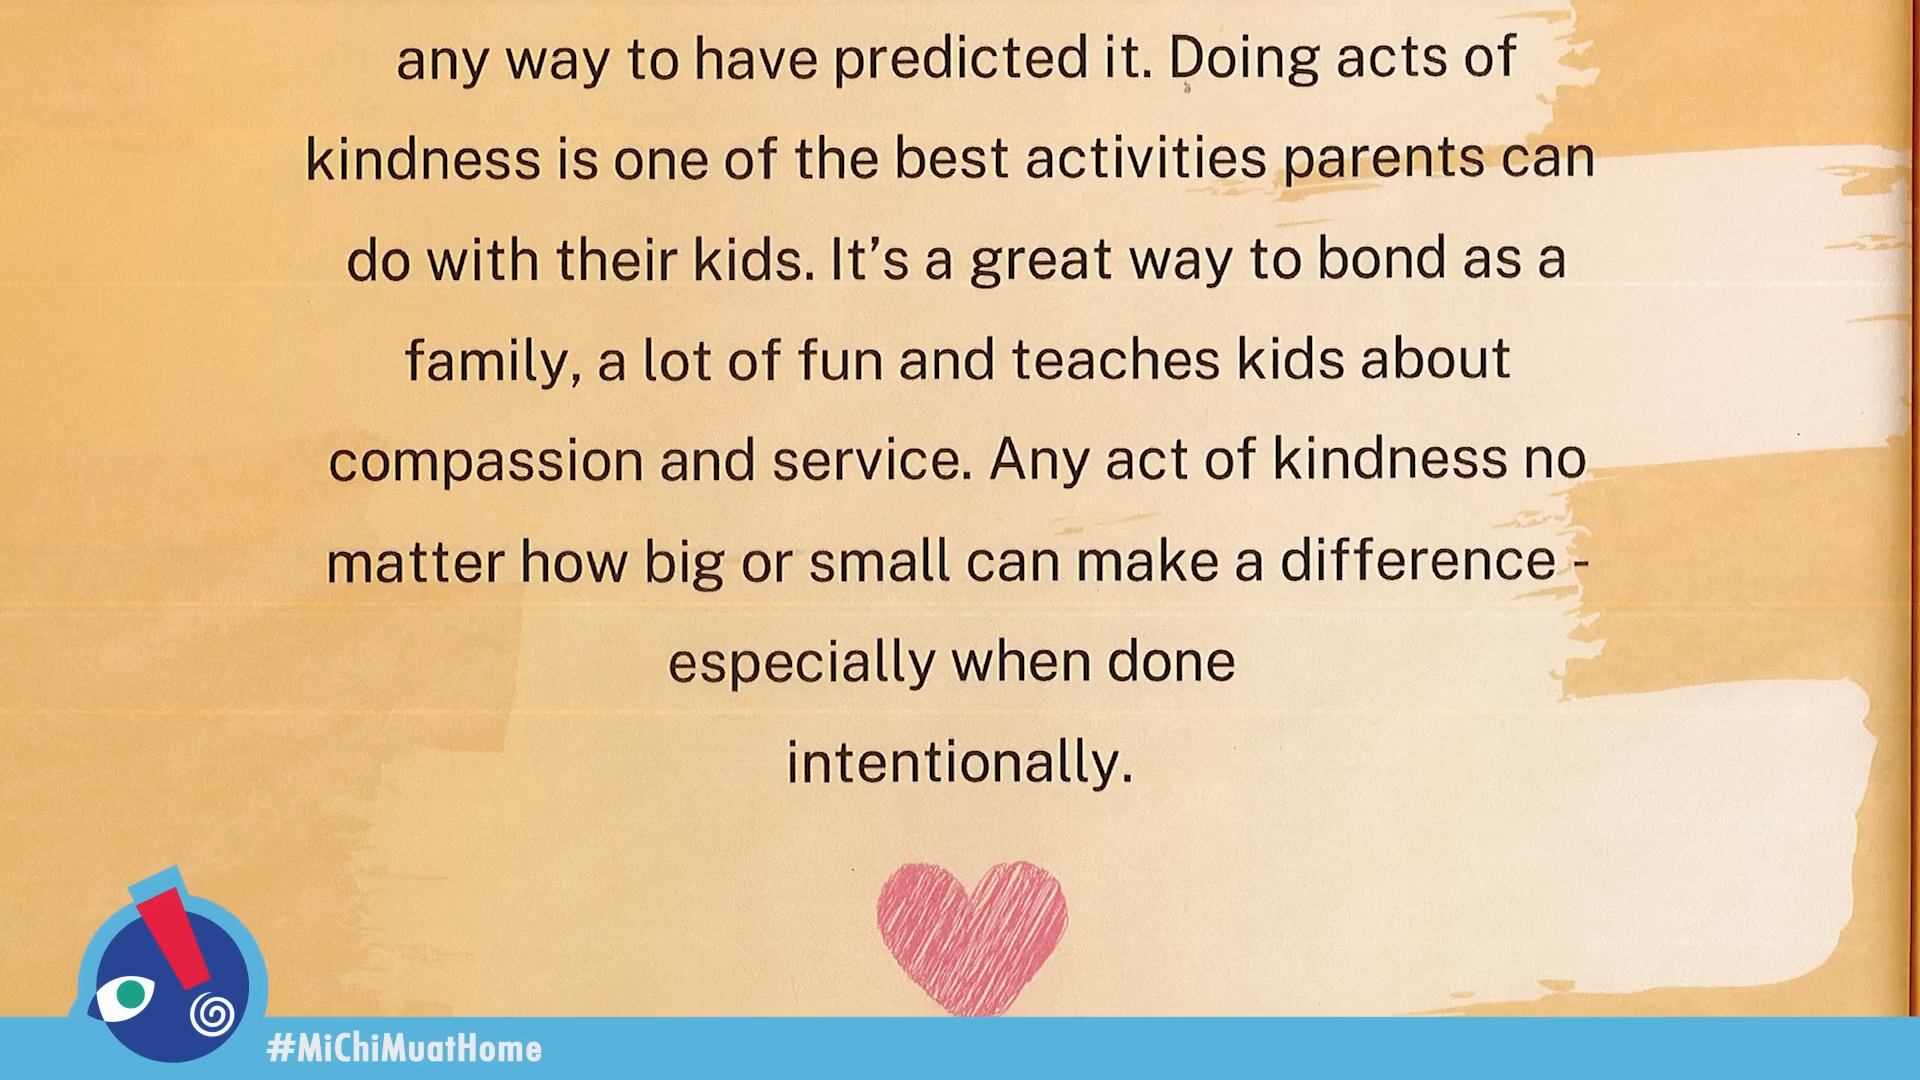 any way to have predicted it. Doing acts of
kindness is one of the best activities parents can
do with their kids. It’s a great way to bond as a
family, a lot of fun and teaches kids about
compassion and service. Any act of kindness no
matter how big or small can make a difference -
especially when done
intentionally.
#MiChiMuatHome